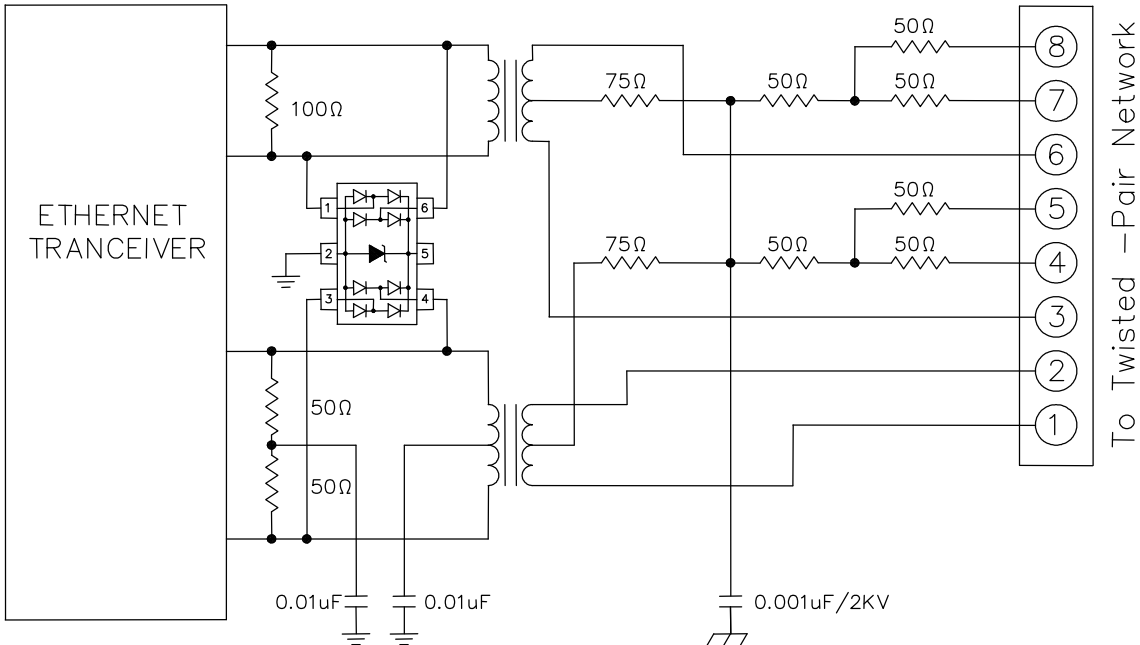 50Ω
8
75Ω
50Ω
50Ω
7
100Ω
6
ETHERNET
TRANCEIVER
1
6
2
5
3
4
50Ω
5
75Ω
50Ω
50Ω
4
3
2
1
50Ω
50Ω
0.01uF
0.01uF
0.001uF/2KV
To Twisted -Pair Network